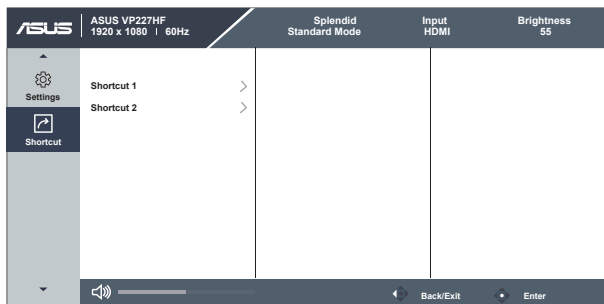 ASUS
ASUS VP227HF
1920 x 1080 | 60Hz
Splendid
Standard Mode
Input
HDMI
Brightness
55
Settings
Shortcut
Shortcut 1
Shortcut 2
Back/Exit
Enter